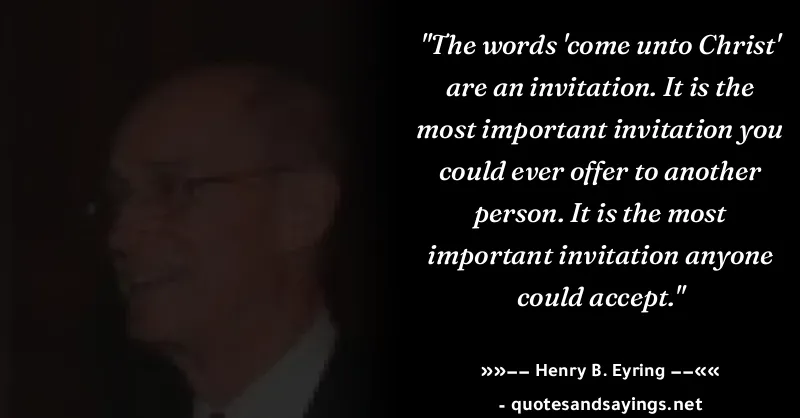 "The words 'come unto Christ'
are an invitation. It is the
most important invitation you
could ever offer to another
person. It is the most
important invitation anyone
could accept."
»»−− Henry B. Eyring −−««
- quotesandsayings.net